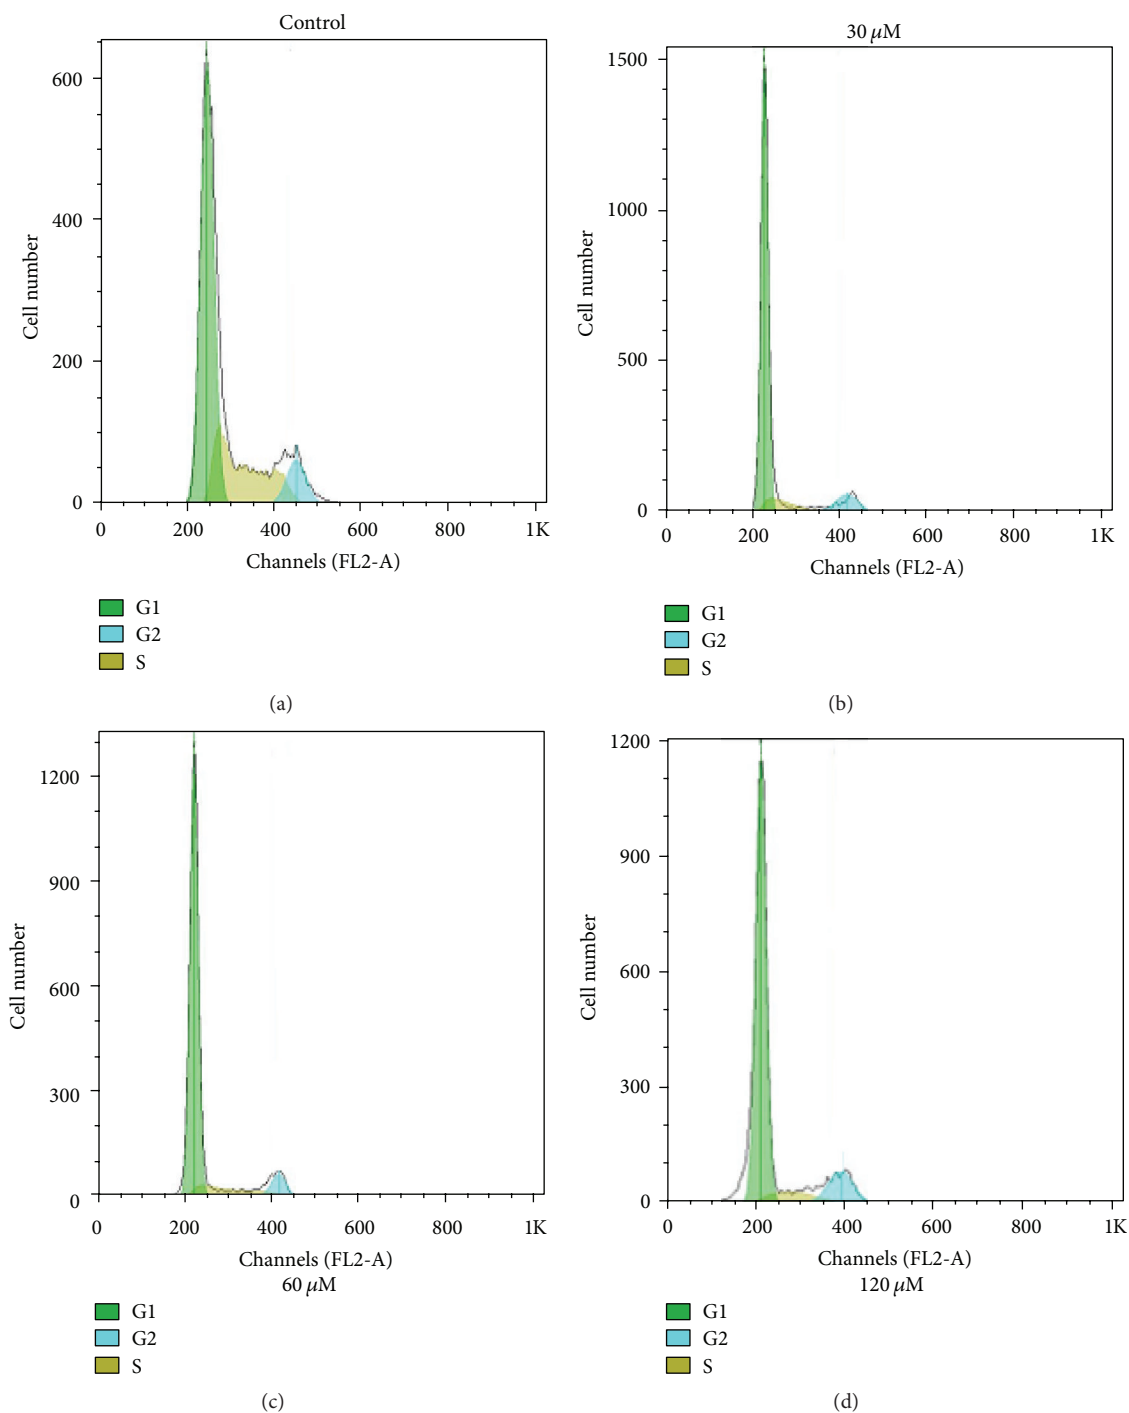 Control
600
400
200
0
Cell number
0 200 400 600 800 1K
Channels (FL2-A)
G1
G2
S
(a)
30 μM
1500
1000
500
0
Cell number
0 200 400 600 800 1K
Channels (FL2-A)
G1
G2
S
(b)
1200
900
600
300
0
Cell number
0 200 400 600 800 1K
Channels (FL2-A)
60 μM
G1
G2
S
(c)
1200
900
600
300
0
Cell number
0 200 400 600 800 1K
Channels (FL2-A)
120 μM
G1
G2
S
(d)